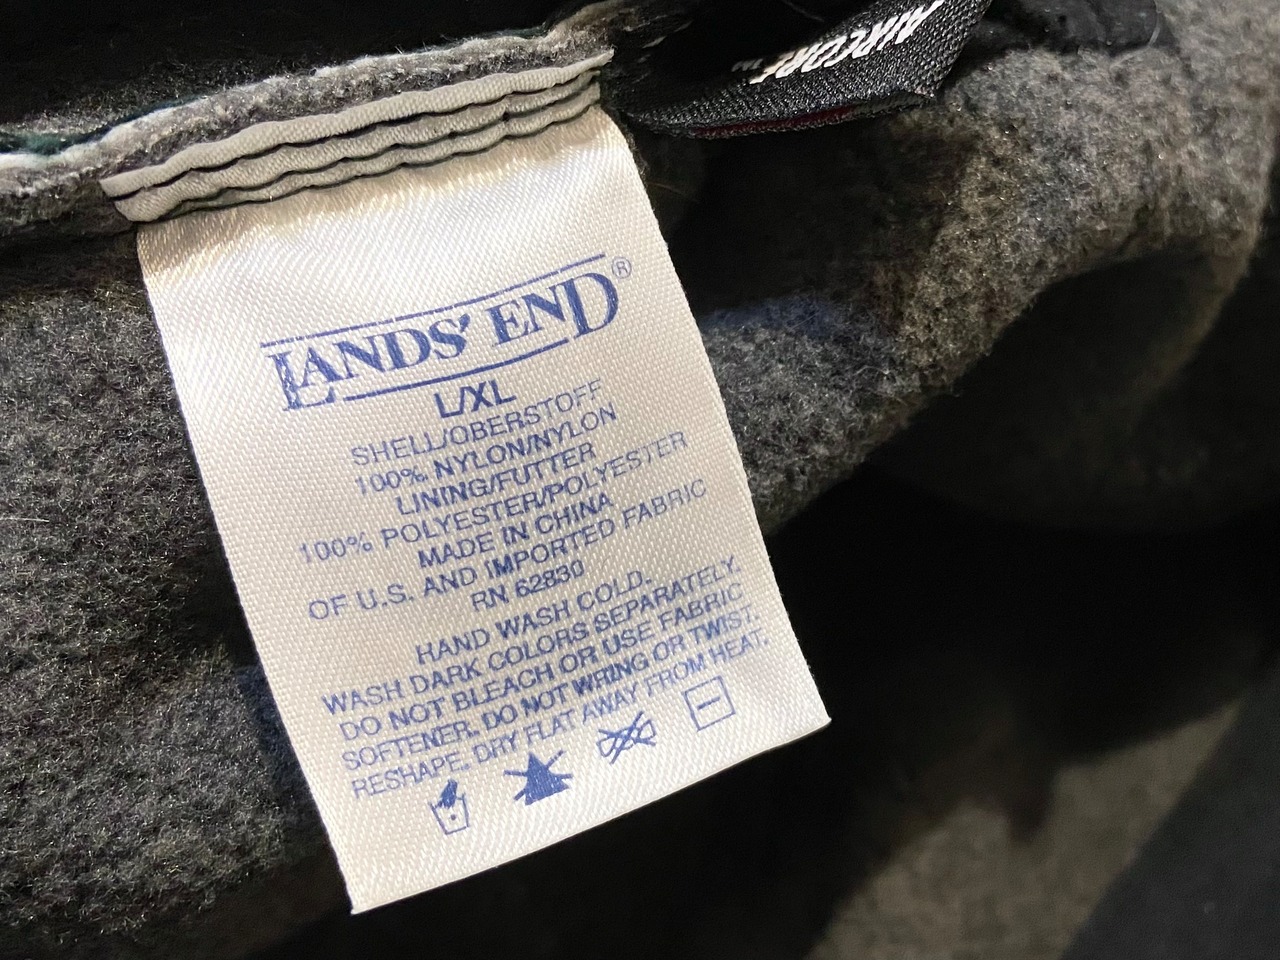 AIRCORE™
LANDS' END®
L/XL
SHELL/OBERSTOFF
100% NYLON/NYLON
LINING/FUTTER
100% POLYESTER/POLYESTER
MADE IN CHINA
OF U.S. AND IMPORTED FABRIC
RN 62830
HAND WASH COLD.
WASH DARK COLORS SEPARATELY.
DO NOT BLEACH OR USE FABRIC
SOFTENER. DO NOT WRING OR TWIST.
RESHAPE. DRY FLAT AWAY FROM HEAT.